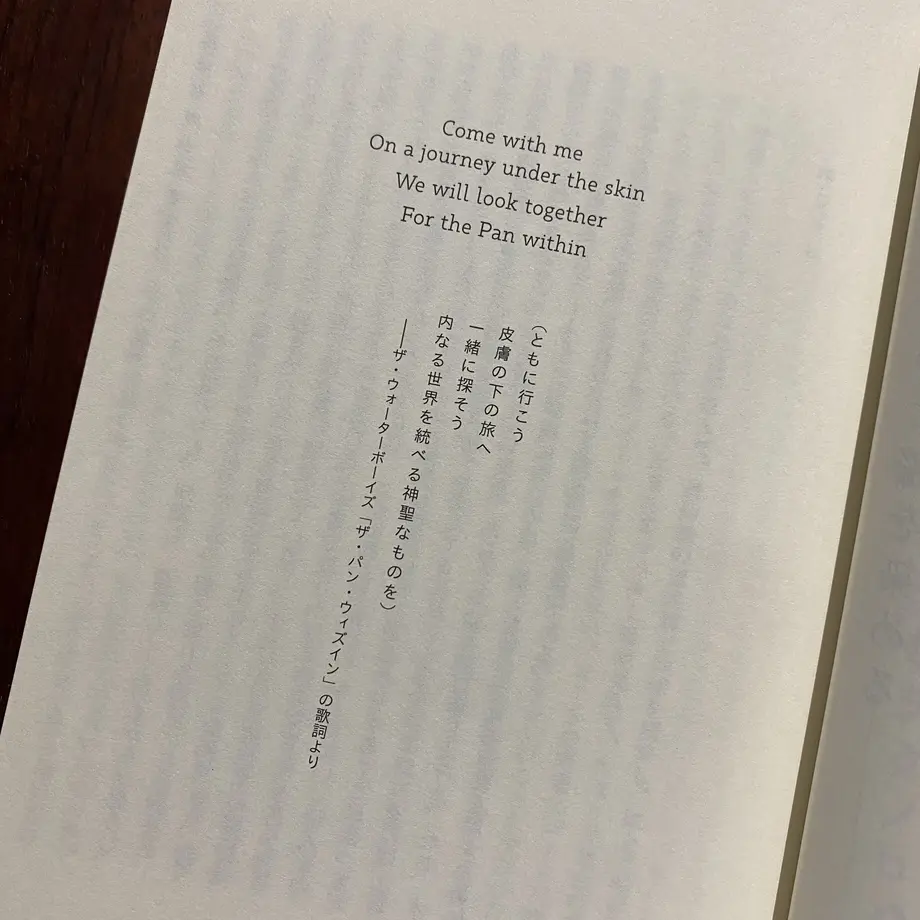 Come with me
On a journey under the skin
We will look together
For the Pan within
（ともに行こう
皮膚の下の旅へ
一緒に探そう
内なる世界を統べる神聖なものを）
——ザ・ウォーターボーイズ「ザ・パン・ウィズイン」の歌詞より